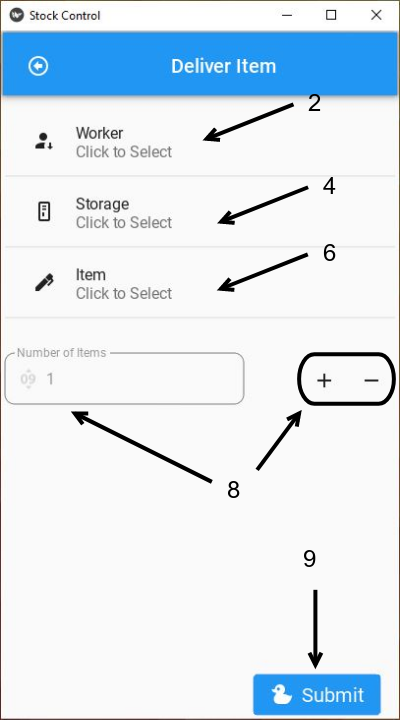 Stock Control
Deliver Item
2
Worker
Click to Select
4
Storage
Click to Select
6
Item
Click to Select
Number of Items
09 1
+ −
8
9
Submit